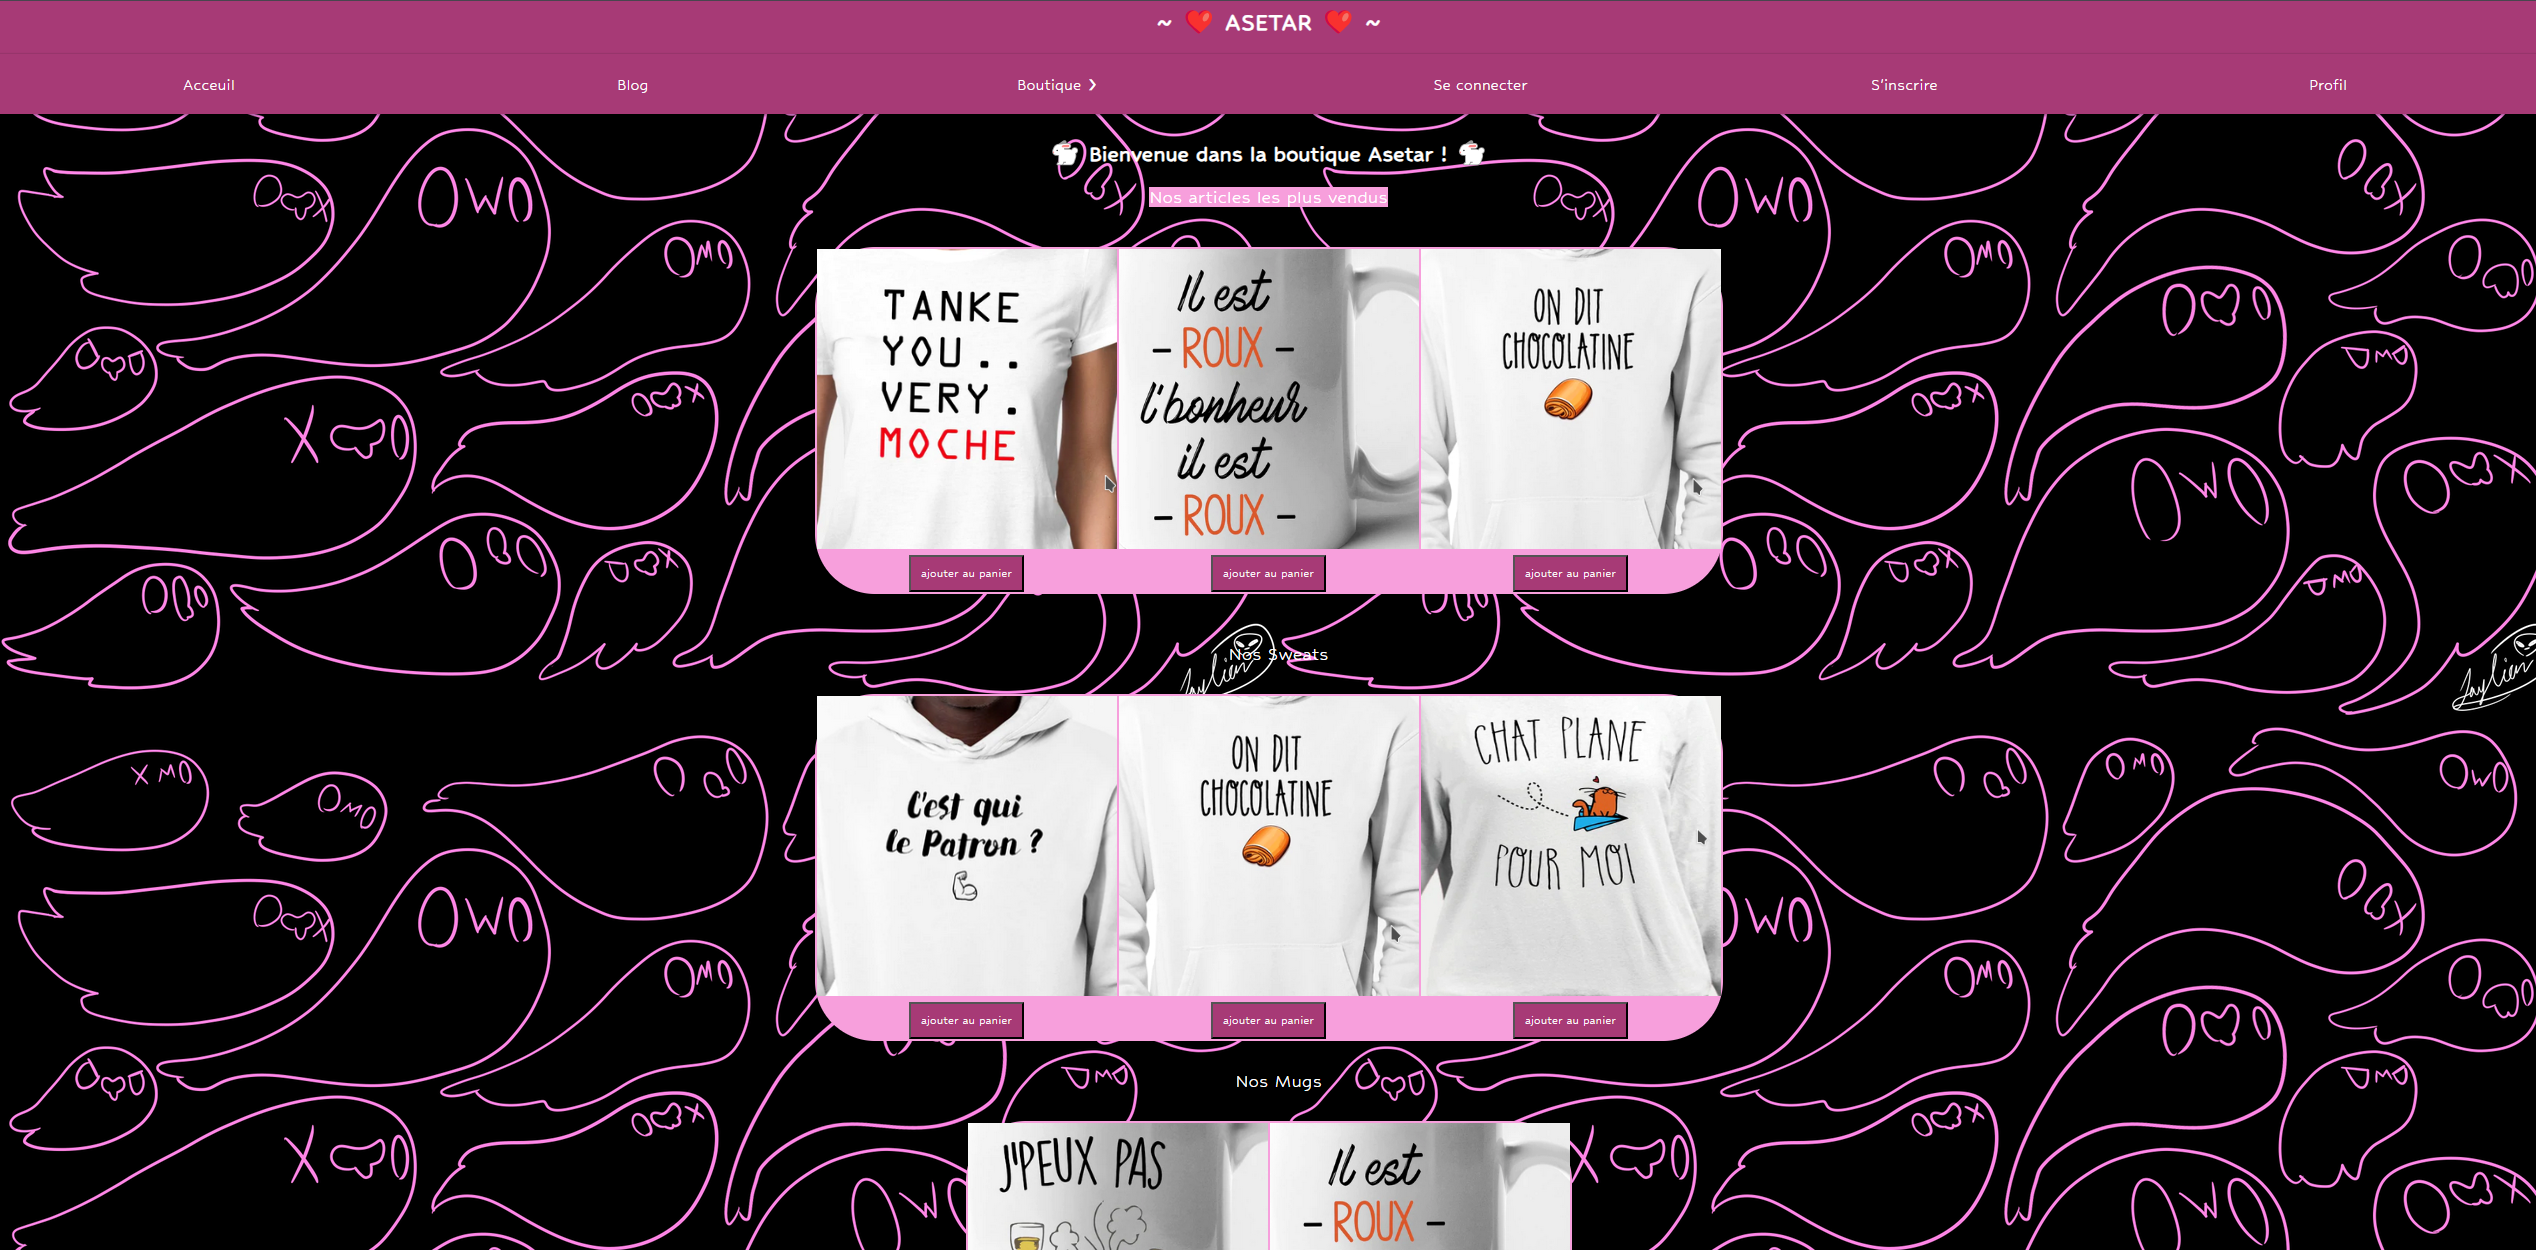 ~ ❤️ ASETAR ❤️ ~
Acceuil Blog Boutique ❯ Se connecter S'inscrire Profil
🐇 Bienvenue dans la boutique Asetar ! 🐇
Nos articles les plus vendus
TANKE
YOU..
VERY.
MOCHE
Il est
- ROUX -
l'bonheur
il est
- ROUX -
ON DIT
CHOCOLATINE
ajouter au panier ajouter au panier ajouter au panier
Nos Sweats
Jaylien
C'est qui
le Patron ?
ON DIT
CHOCOLATINE
CHAT PLANE
POUR MOI
ajouter au panier ajouter au panier ajouter au panier
Nos Mugs
J'PEUX PAS
Il est
- ROUX -